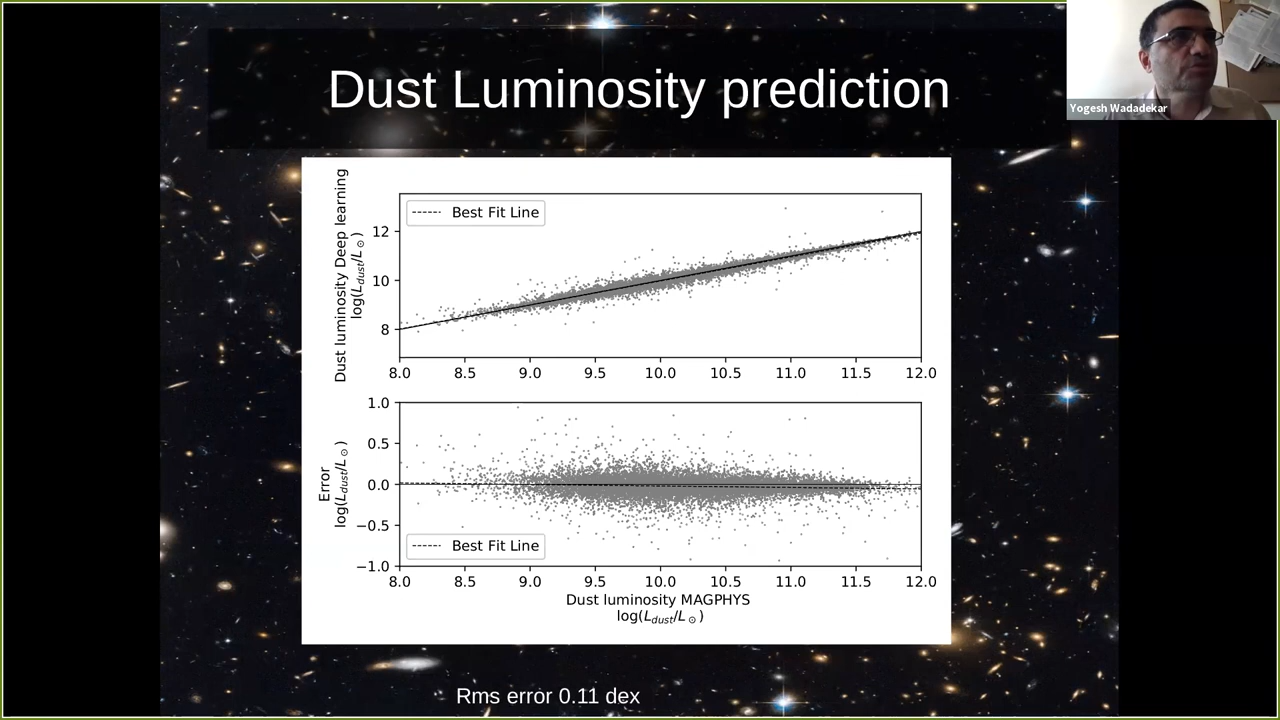 Dust Luminosity prediction
Yogesh Wadadekar
Dust luminosity Deep learning
log(L_dust/L_⊙)
Best Fit Line
12
10
8
8.0 8.5 9.0 9.5 10.0 10.5 11.0 11.5 12.0
Error
log(L_dust/L_⊙)
1.0
0.5
0.0
−0.5
−1.0
Best Fit Line
8.0 8.5 9.0 9.5 10.0 10.5 11.0 11.5 12.0
Dust luminosity MAGPHYS
log(L_dust/L_⊙)
Rms error 0.11 dex